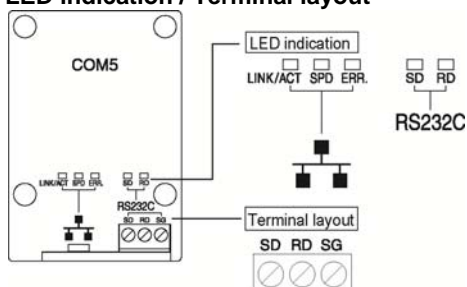 LED indication / Terminal layout
COM5
LINK/ACT SPD ERR.
SD RD
RS232C
SD RD SG
LED indication
LINK/ACT SPD ERR.
SD RD
RS232C
Terminal layout
SD RD SG